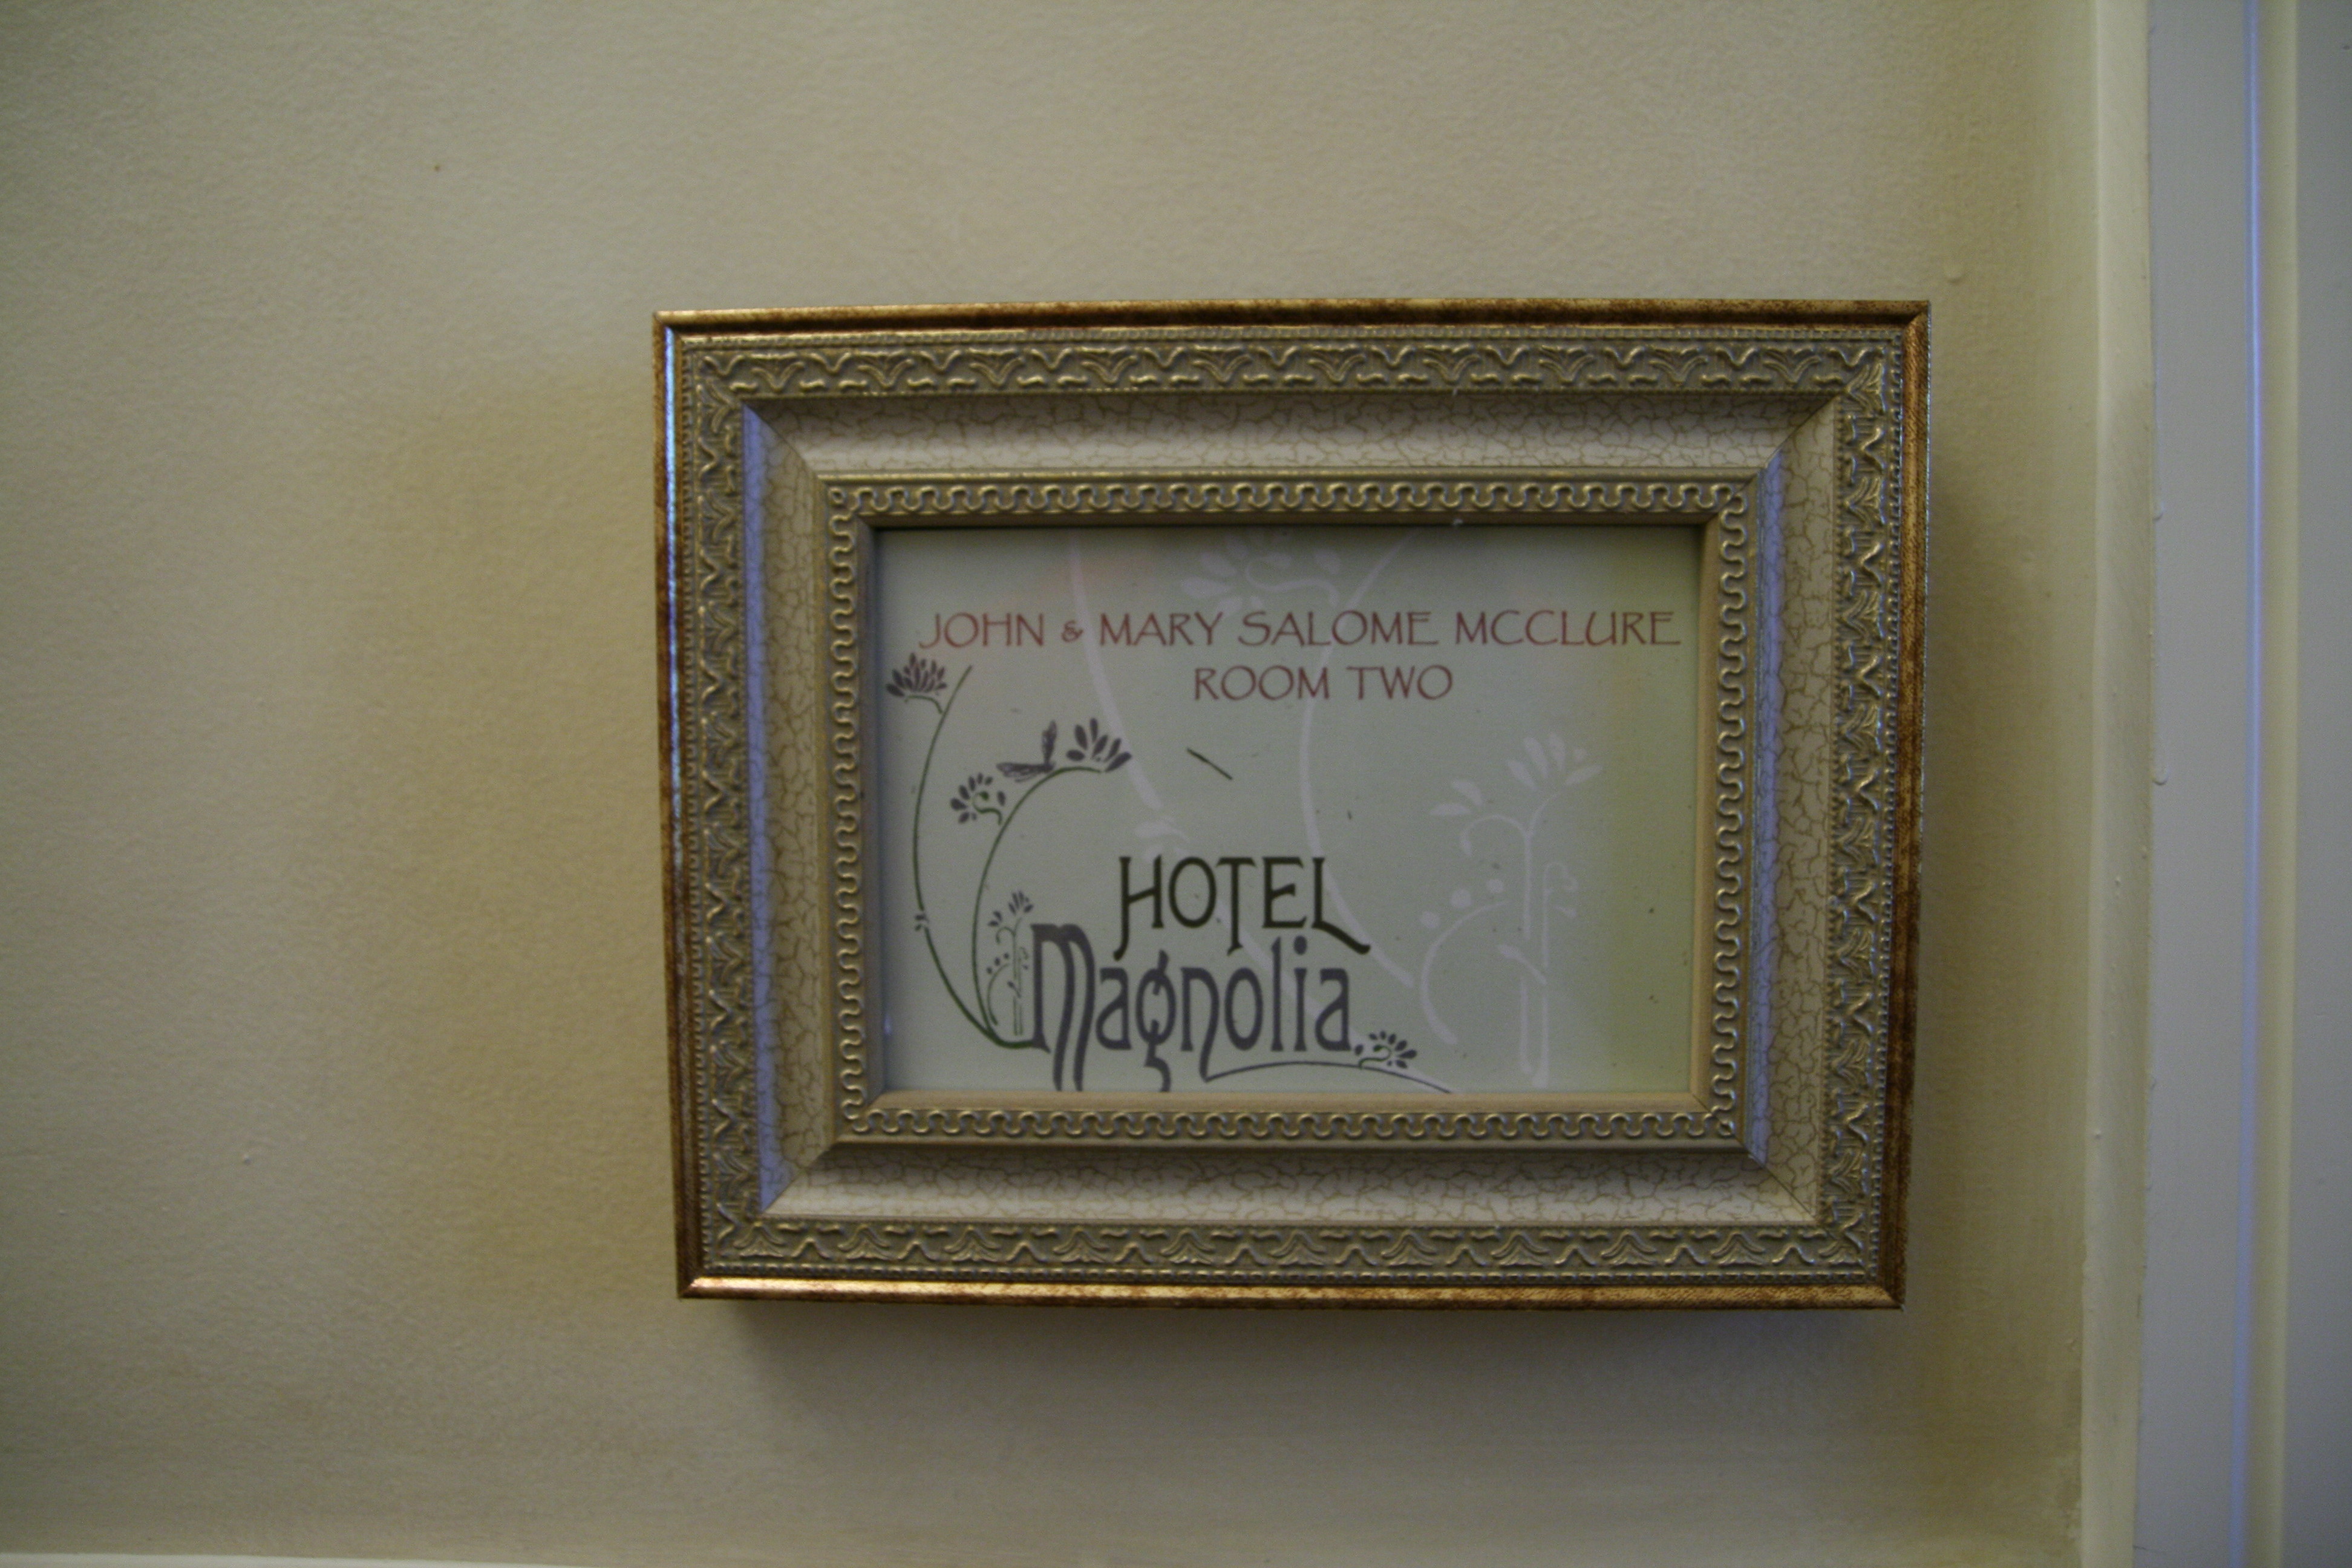 JOHN & MARY SALOME MCCLURE
ROOM TWO
HOTEL
Magnolia